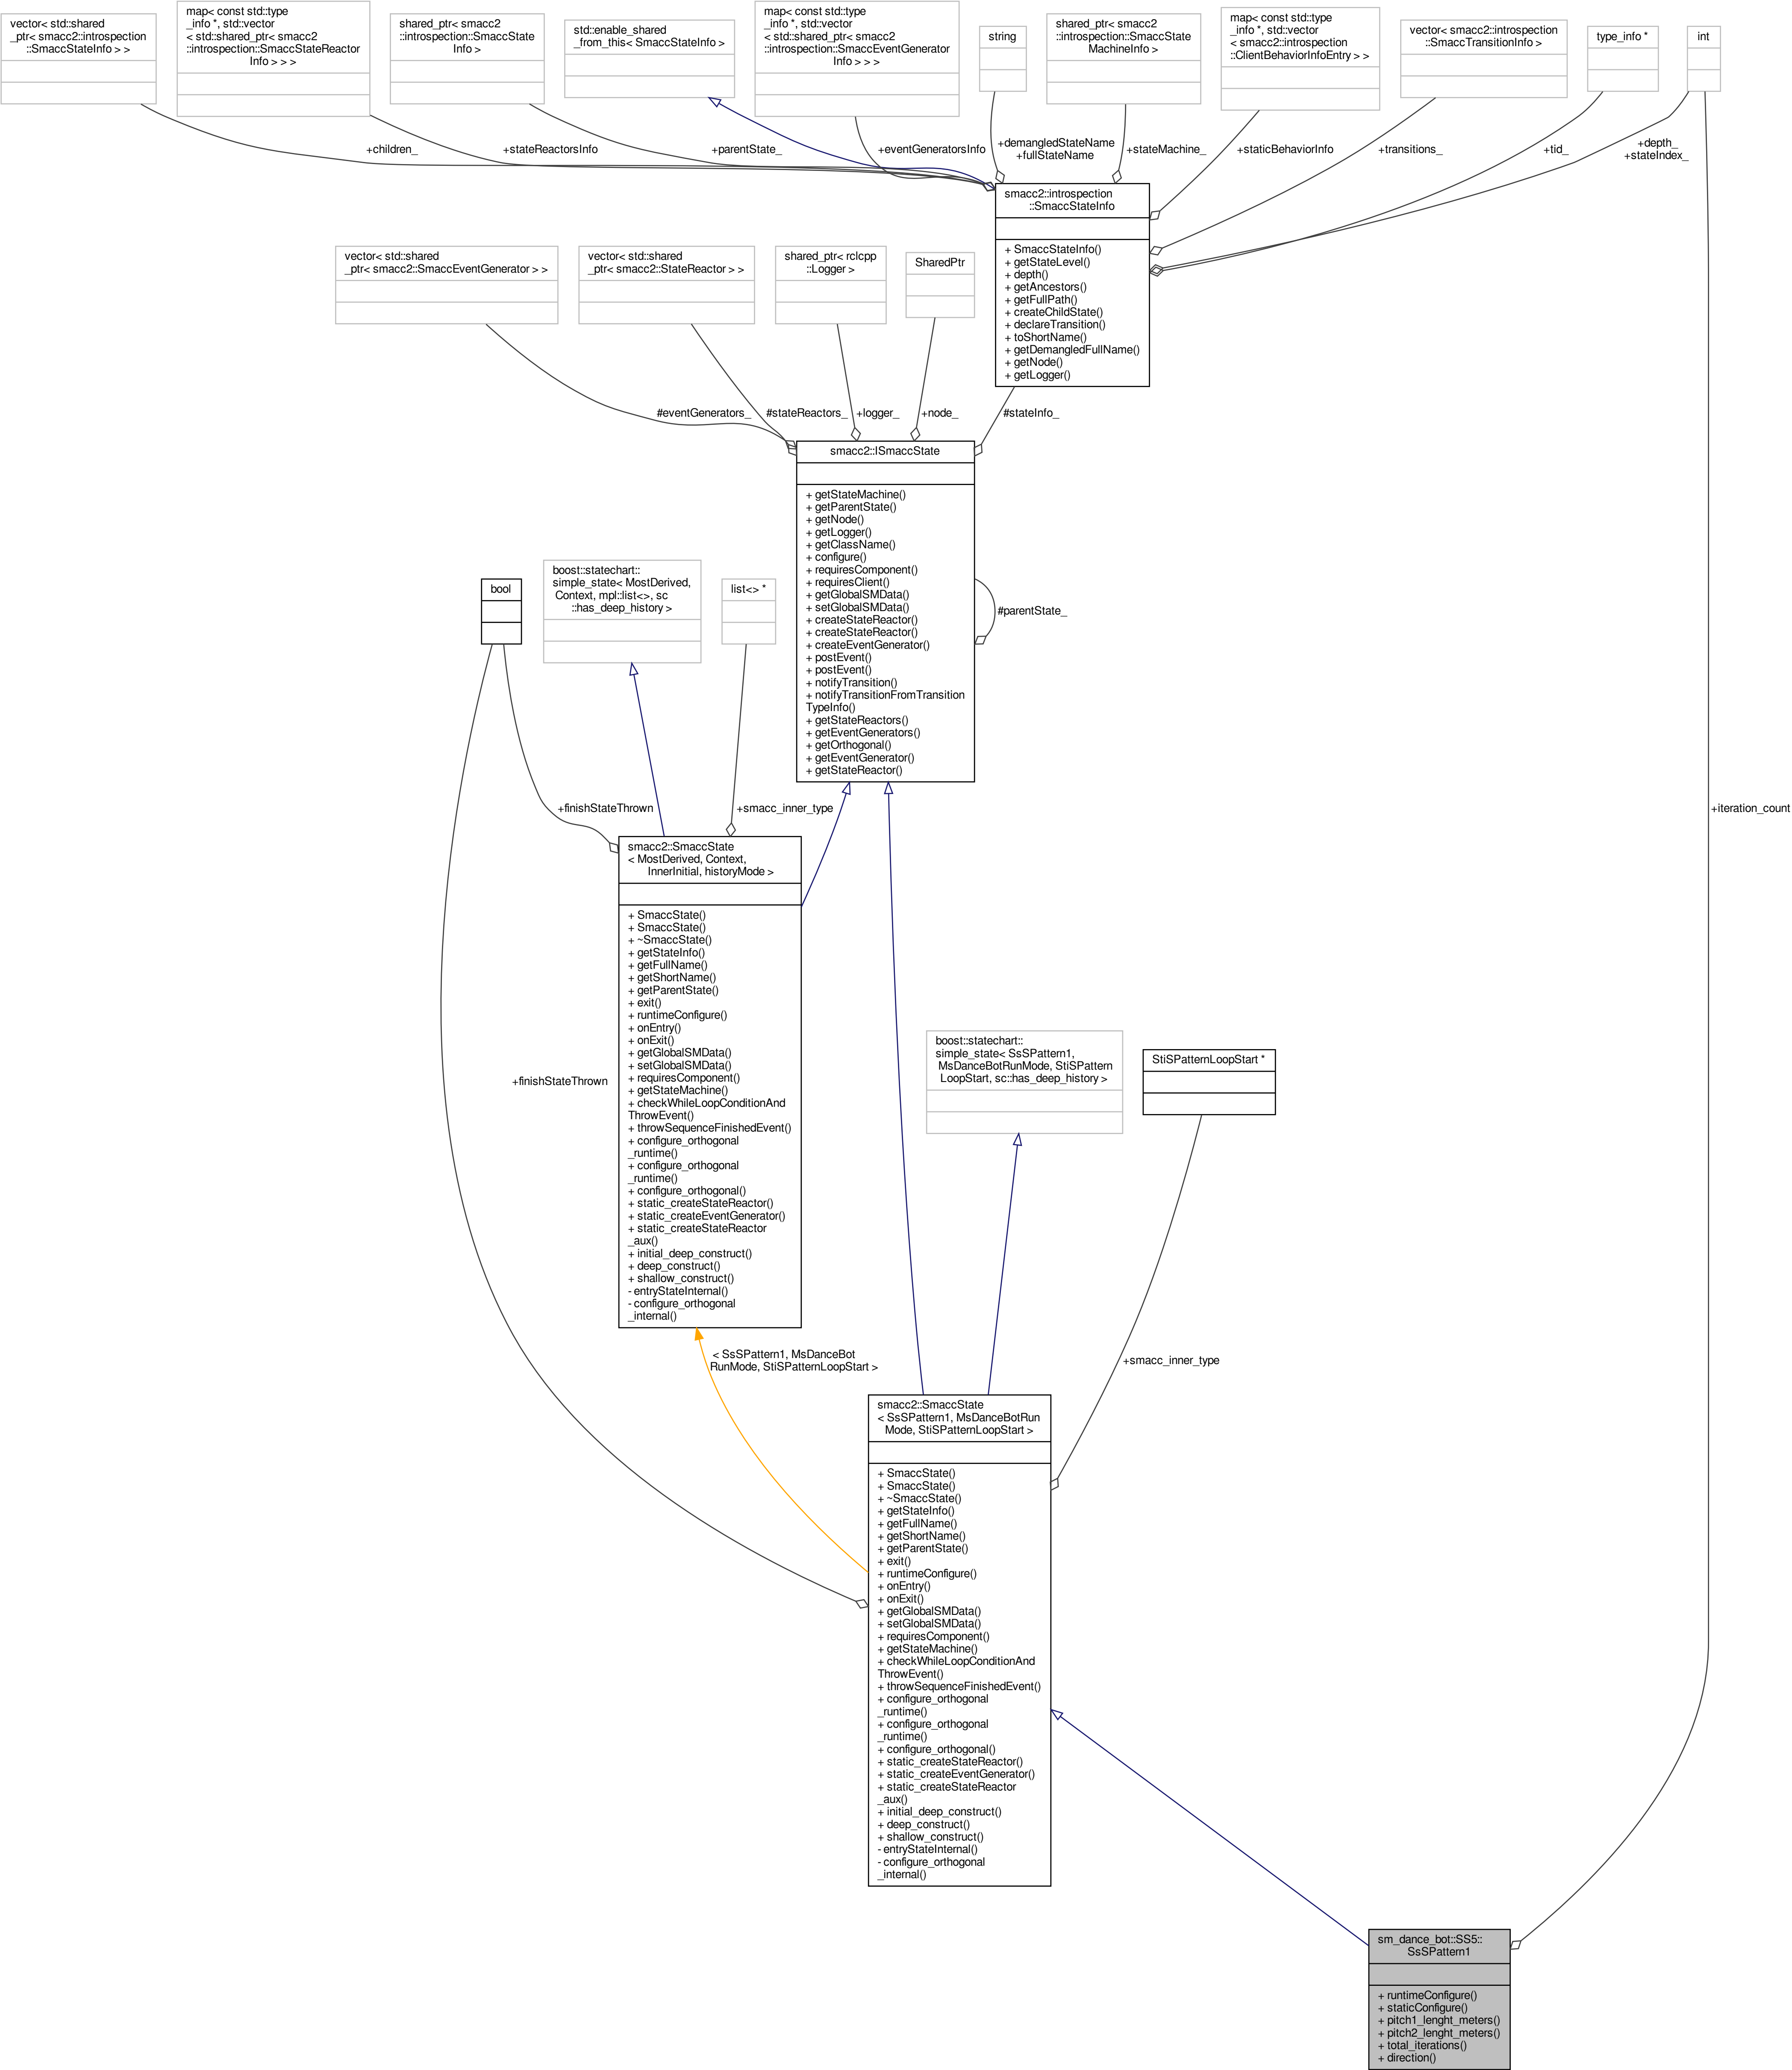 vector< std::shared
_ptr< smacc2::introspection
::SmaccStateInfo > >
map< const std::type
_info *, std::vector
< std::shared_ptr< smacc2
::introspection::SmaccStateReactor
Info > > >
shared_ptr< smacc2
::introspection::SmaccState
Info >
std::enable_shared
_from_this< SmaccStateInfo >
map< const std::type
_info *, std::vector
< std::shared_ptr< smacc2
::introspection::SmaccEventGenerator
Info > > >
string
shared_ptr< smacc2
::introspection::SmaccState
MachineInfo >
map< const std::type
_info *, std::vector
< smacc2::introspection
::ClientBehaviorInfoEntry > >
vector< smacc2::introspection
::SmaccTransitionInfo >
type_info *
int
+children_
+stateReactorsInfo
+parentState_
+eventGeneratorsInfo
+demangledStateName
+fullStateName
+stateMachine_
+staticBehaviorInfo
+transitions_
+tid_
+depth_
+stateIndex_
smacc2::introspection
::SmaccStateInfo
+ SmaccStateInfo()
+ getStateLevel()
+ depth()
+ getAncestors()
+ getFullPath()
+ createChildState()
+ declareTransition()
+ toShortName()
+ getDemangledFullName()
+ getNode()
+ getLogger()
vector< std::shared
_ptr< smacc2::SmaccEventGenerator > >
vector< std::shared
_ptr< smacc2::StateReactor > >
shared_ptr< rclcpp
::Logger >
SharedPtr
#eventGenerators_
#stateReactors_
+logger_
+node_
#stateInfo_
smacc2::ISmaccState
+ getStateMachine()
+ getParentState()
+ getNode()
+ getLogger()
+ getClassName()
+ configure()
+ requiresComponent()
+ requiresClient()
+ getGlobalSMData()
+ setGlobalSMData()
+ createStateReactor()
+ createStateReactor()
+ createEventGenerator()
+ postEvent()
+ postEvent()
+ notifyTransition()
+ notifyTransitionFromTransition
TypeInfo()
+ getStateReactors()
+ getEventGenerators()
+ getOrthogonal()
+ getEventGenerator()
+ getStateReactor()
#parentState_
bool
boost::statechart::
simple_state< MostDerived,
Context, mpl::list<>, sc
::has_deep_history >
list<> *
+finishStateThrown
+smacc_inner_type
+iteration_count
smacc2::SmaccState
< MostDerived, Context,
InnerInitial, historyMode >
+ SmaccState()
+ SmaccState()
+ ~SmaccState()
+ getStateInfo()
+ getFullName()
+ getShortName()
+ getParentState()
+ exit()
+ runtimeConfigure()
+ onEntry()
+ onExit()
+ getGlobalSMData()
+ setGlobalSMData()
+ requiresComponent()
+ getStateMachine()
+ checkWhileLoopConditionAnd
ThrowEvent()
+ throwSequenceFinishedEvent()
+ configure_orthogonal
_runtime()
+ configure_orthogonal
_runtime()
+ configure_orthogonal()
+ static_createStateReactor()
+ static_createEventGenerator()
+ static_createStateReactor
_aux()
+ initial_deep_construct()
+ deep_construct()
+ shallow_construct()
- entryStateInternal()
- configure_orthogonal
_internal()
+finishStateThrown
boost::statechart::
simple_state< SsSPattern1,
MsDanceBotRunMode, StiSPattern
LoopStart, sc::has_deep_history >
StiSPatternLoopStart *
< SsSPattern1, MsDanceBot
RunMode, StiSPatternLoopStart >
+smacc_inner_type
smacc2::SmaccState
< SsSPattern1, MsDanceBotRun
Mode, StiSPatternLoopStart >
+ SmaccState()
+ SmaccState()
+ ~SmaccState()
+ getStateInfo()
+ getFullName()
+ getShortName()
+ getParentState()
+ exit()
+ runtimeConfigure()
+ onEntry()
+ onExit()
+ getGlobalSMData()
+ setGlobalSMData()
+ requiresComponent()
+ getStateMachine()
+ checkWhileLoopConditionAnd
ThrowEvent()
+ throwSequenceFinishedEvent()
+ configure_orthogonal
_runtime()
+ configure_orthogonal
_runtime()
+ configure_orthogonal()
+ static_createStateReactor()
+ static_createEventGenerator()
+ static_createStateReactor
_aux()
+ initial_deep_construct()
+ deep_construct()
+ shallow_construct()
- entryStateInternal()
- configure_orthogonal
_internal()
sm_dance_bot::SS5::
SsSPattern1
+ runtimeConfigure()
+ staticConfigure()
+ pitch1_lenght_meters()
+ pitch2_lenght_meters()
+ total_iterations()
+ direction()